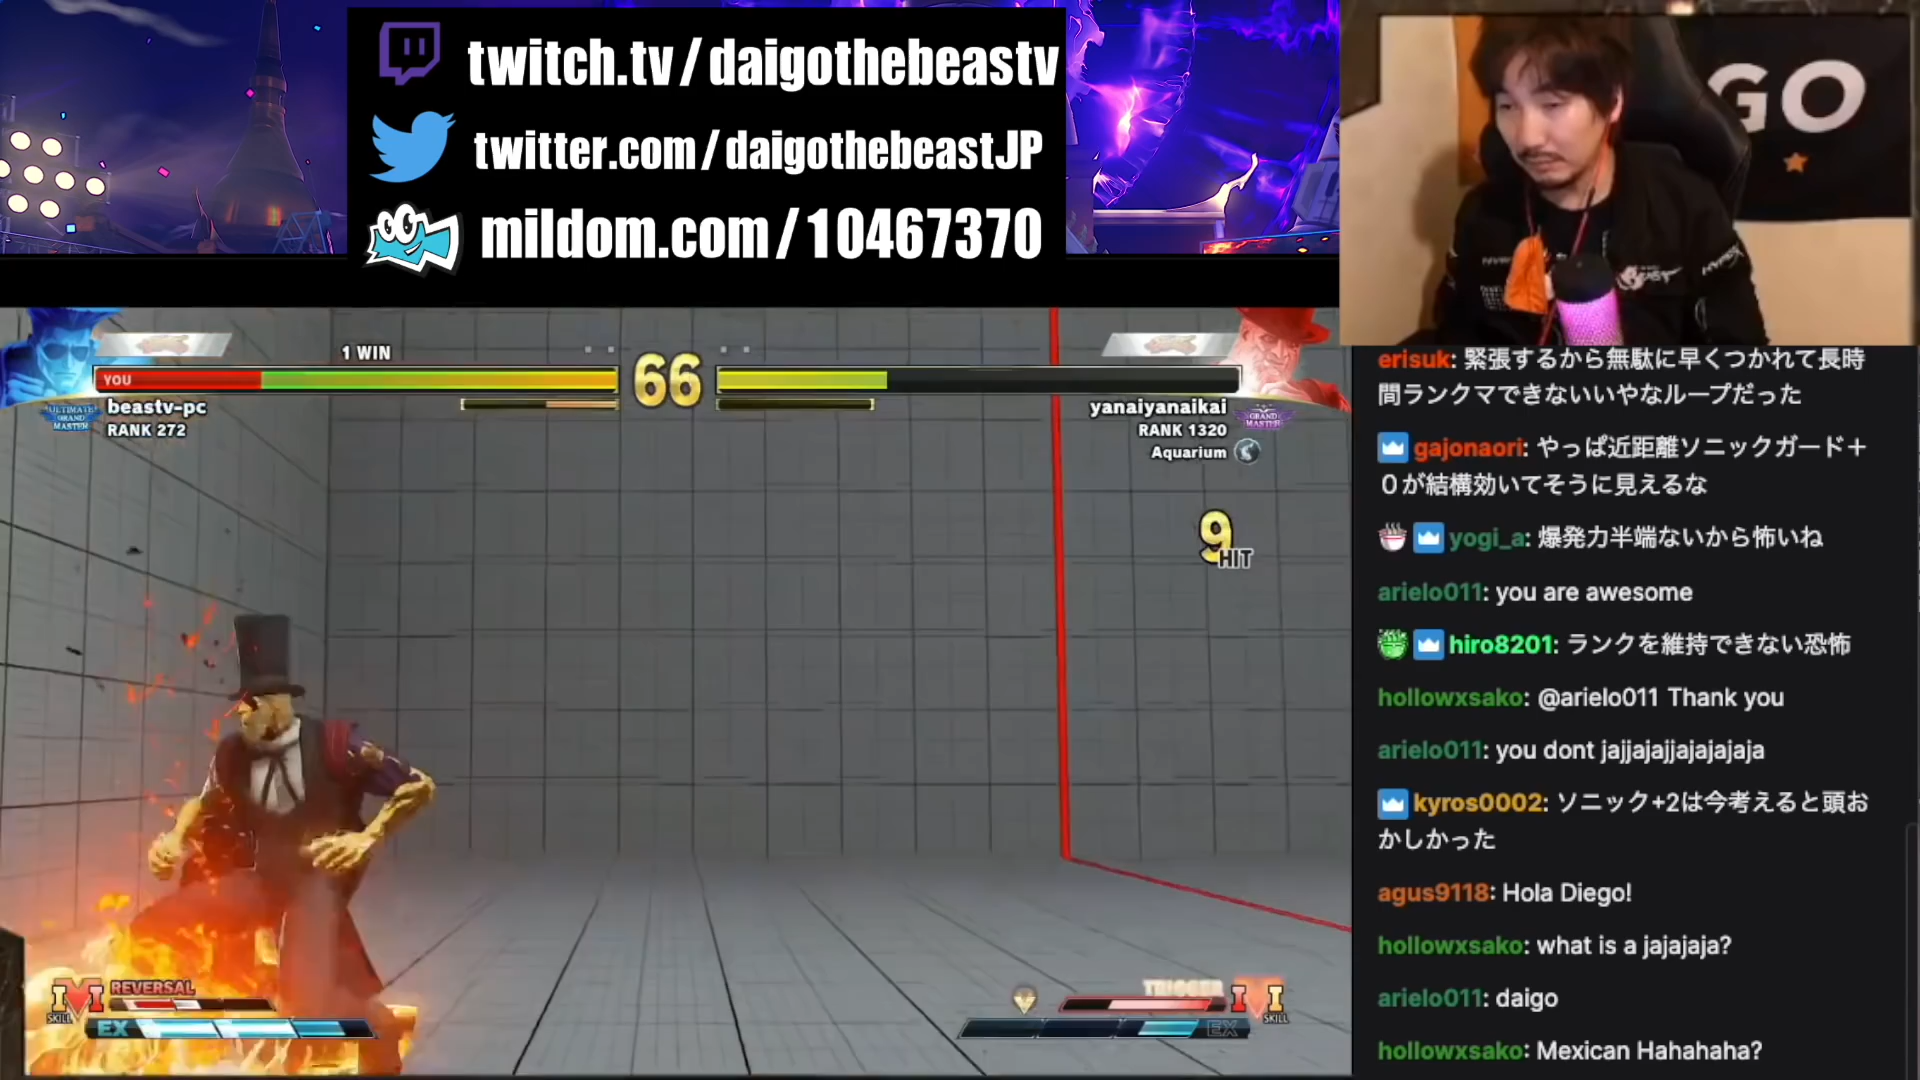 twitch.tv/daigothebeastv
twitter.com/daigothebeastJP
mildom.com/10467370
GO
1 WIN
66
YOU
beastv-pc
RANK 272
ULTIMATE GRAND MASTER
yanaiyanaikai
RANK 1320
GRAND MASTER
Aquarium
9
HIT
REVERSAL
SKILL
EX
TRIGGER
SKILL
EX
erisuk: 緊張するから無駄に早くつかれて長時
間ランクマできないいやなループだった
gajonaori: やっぱ近距離ソニックガード＋
０が結構効いてそうに見えるな
yogi_a: 爆発力半端ないから怖いね
arielo011: you are awesome
hiro8201: ランクを維持できない恐怖
hollowxsako: @arielo011 Thank you
arielo011: you dont jajjajajjajajajaja
kyros0002: ソニック+2は今考えると頭お
かしかった
agus9118: Hola Diego!
hollowxsako: what is a jajajaja?
arielo011: daigo
hollowxsako: Mexican Hahahaha?